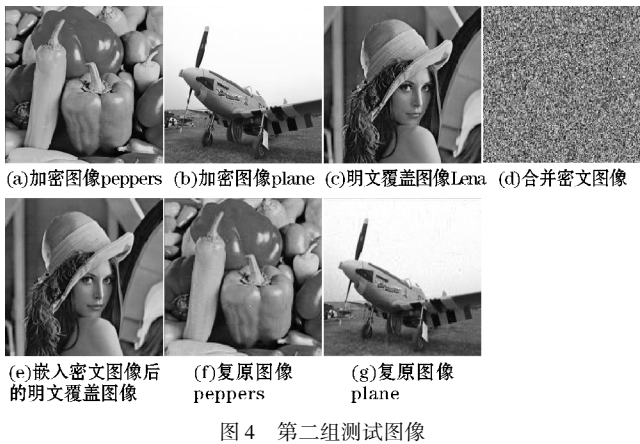 (a)加密图像peppers (b)加密图像plane (c)明文覆盖图像Lena (d)合并密文图像
(e)嵌入密文图像后
的明文覆盖图像
(f)复原图像
peppers
(g)复原图像
plane
图 4 第二组测试图像